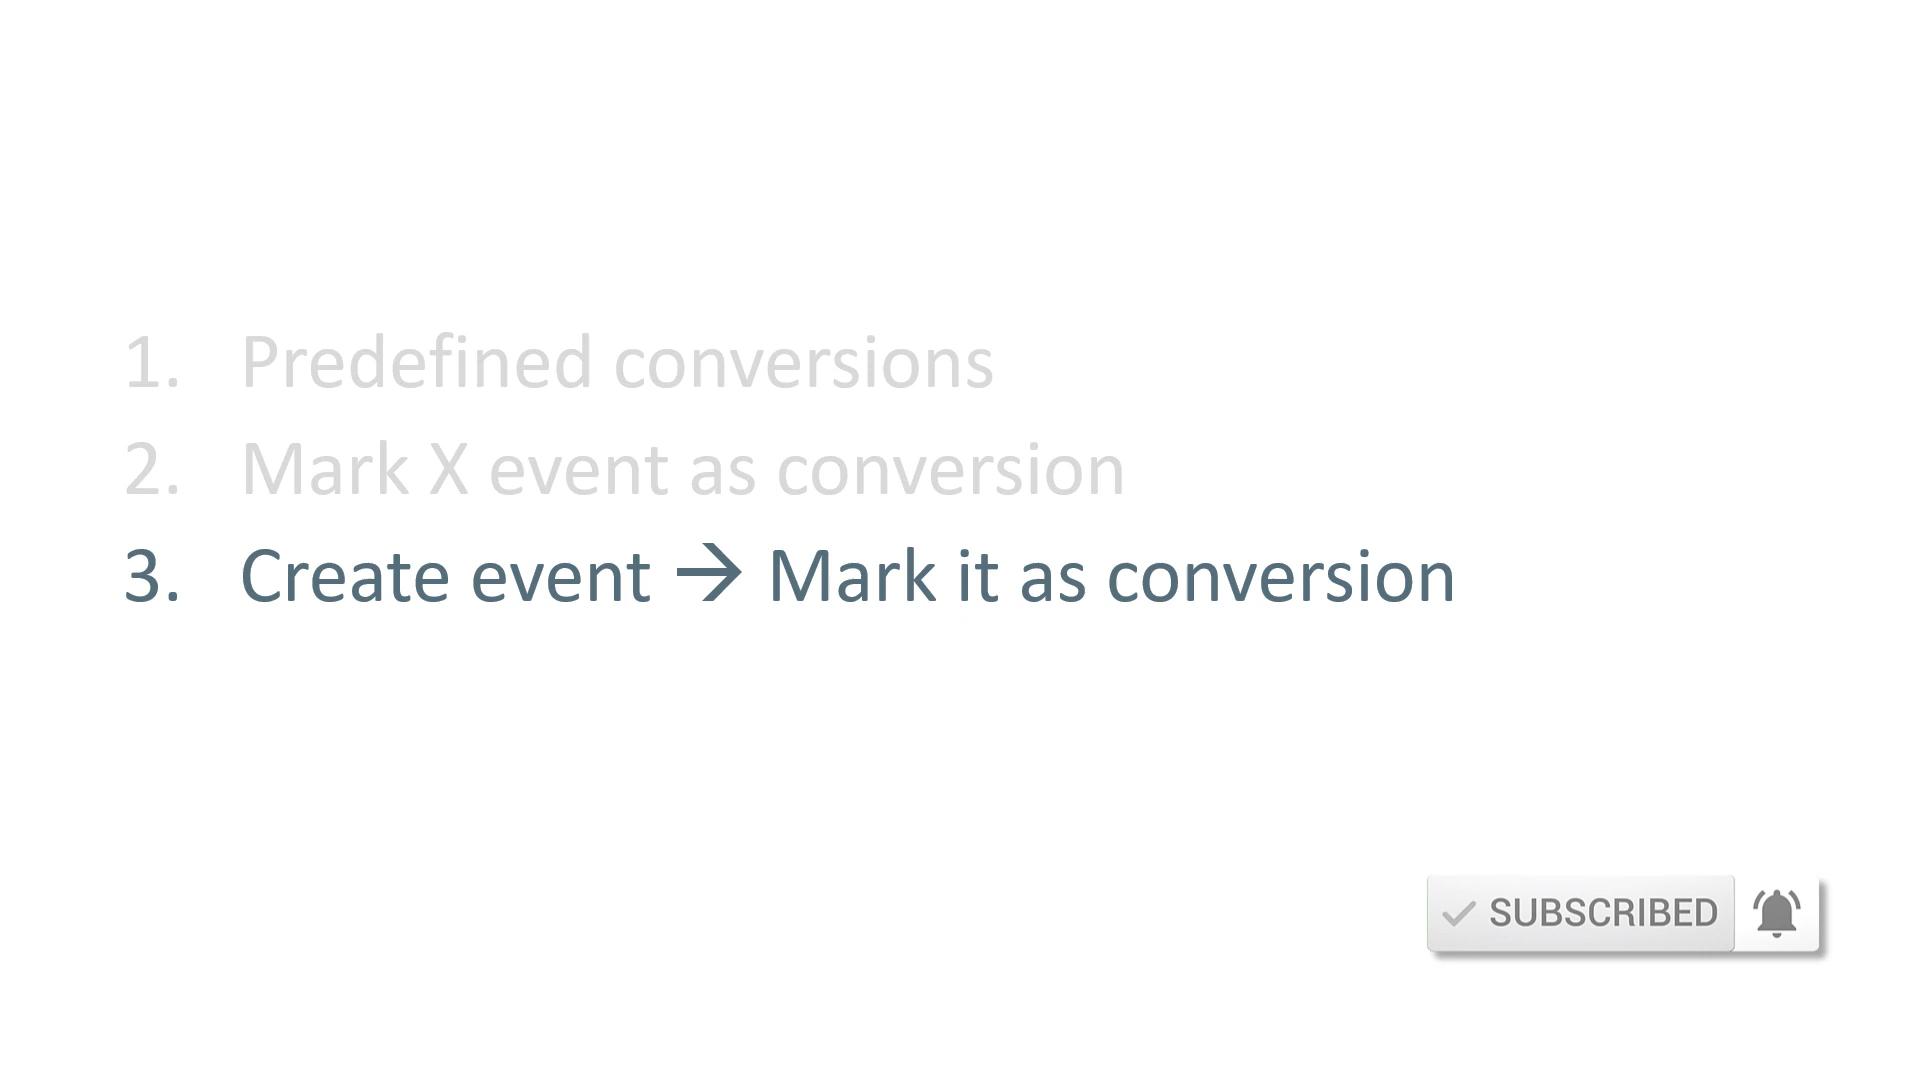 1. Predefined conversions
2. Mark X event as conversion
3. Create event → Mark it as conversion
SUBSCRIBED